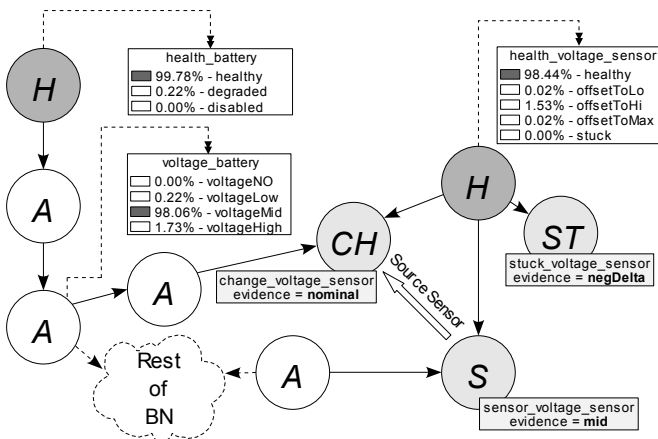 health_battery
99.78% - healthy
0.22% - degraded
0.00% - disabled
health_voltage_sensor
98.44% - healthy
0.02% - offsetToLo
1.53% - offsetToHi
0.02% - offsetToMax
0.00% - stuck
H
voltage_battery
0.00% - voltageNO
0.22% - voltageLow
98.06% - voltageMid
1.73% - voltageHigh
H
A
CH
ST
change_voltage_sensor
evidence = nominal
stuck_voltage_sensor
evidence = negDelta
Source Sensor
A
A
Rest
of
BN
A
S
sensor_voltage_sensor
evidence = mid